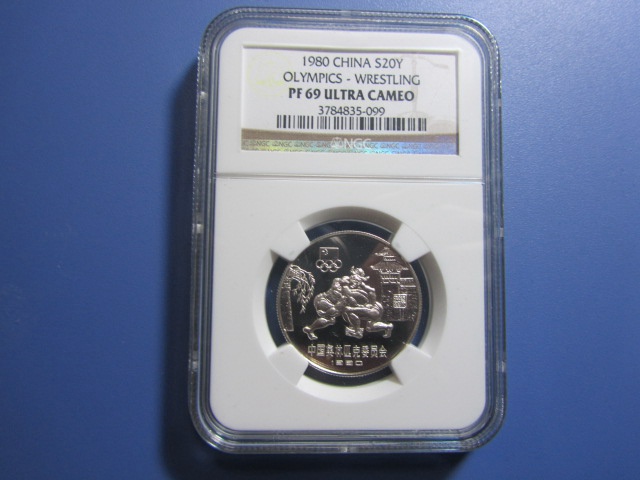 1980 CHINA S20Y
OLYMPICS - WRESTLING
PF 69 ULTRA CAMEO
3784835-099
NGC
中国奥林匹克委员会
1980